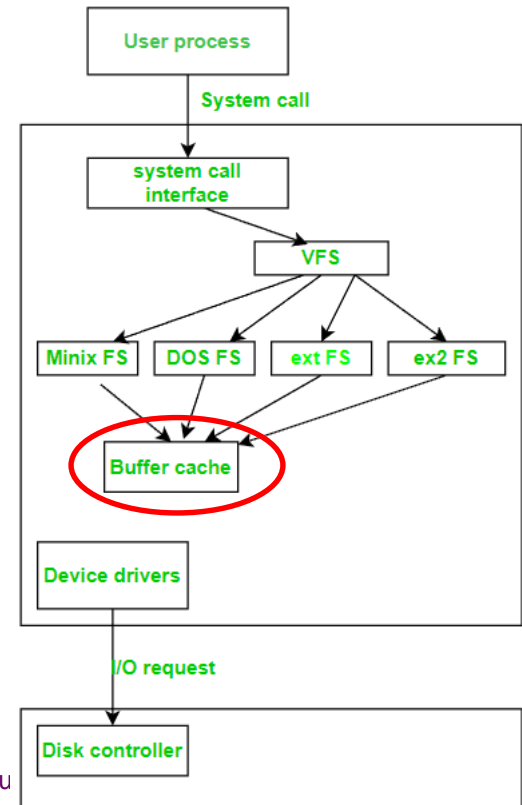 User process
System call
system call
interface
VFS
Minix FS
DOS FS
ext FS
ex2 FS
Buffer cache
Device drivers
I/O request
Disk controller